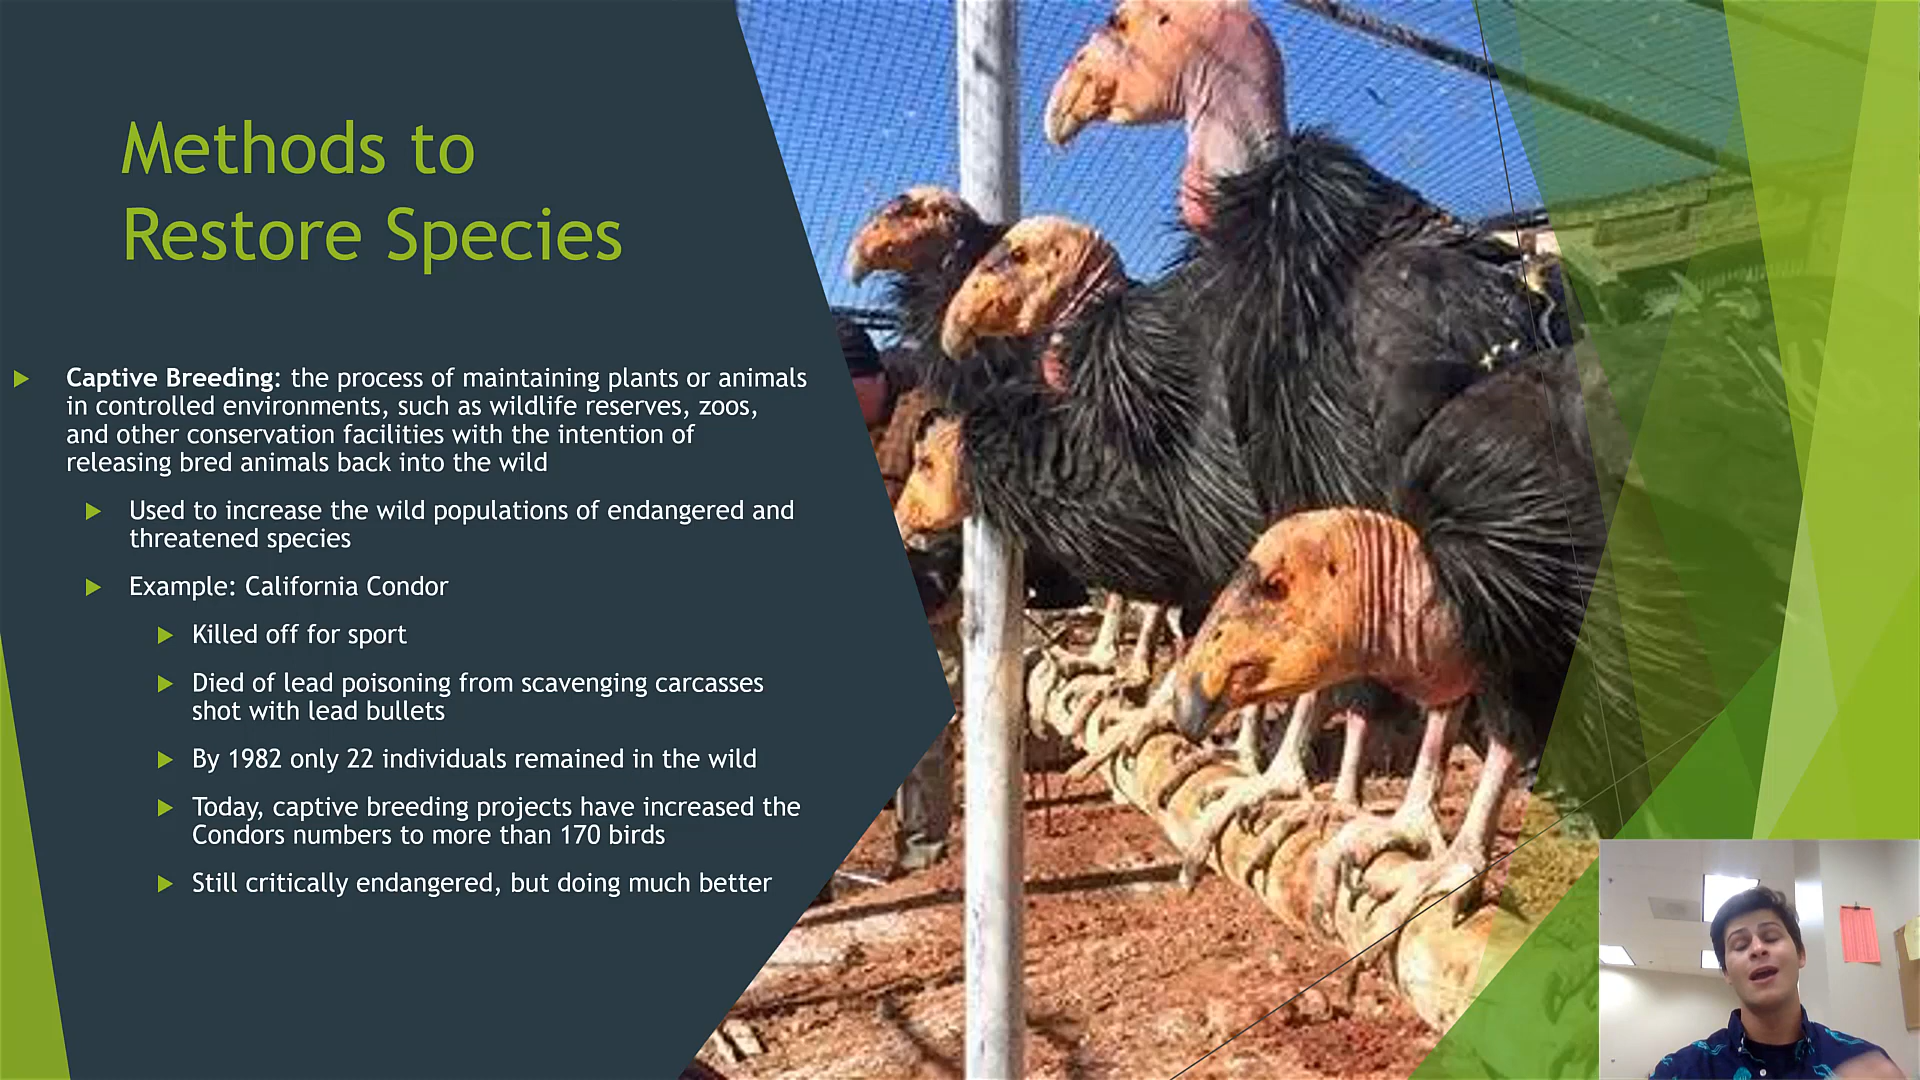 Methods to
Restore Species
Captive Breeding: the process of maintaining plants or animals
in controlled environments, such as wildlife reserves, zoos,
and other conservation facilities with the intention of
releasing bred animals back into the wild
Used to increase the wild populations of endangered and
threatened species
Example: California Condor
Killed off for sport
Died of lead poisoning from scavenging carcasses
shot with lead bullets
By 1982 only 22 individuals remained in the wild
Today, captive breeding projects have increased the
Condors numbers to more than 170 birds
Still critically endangered, but doing much better